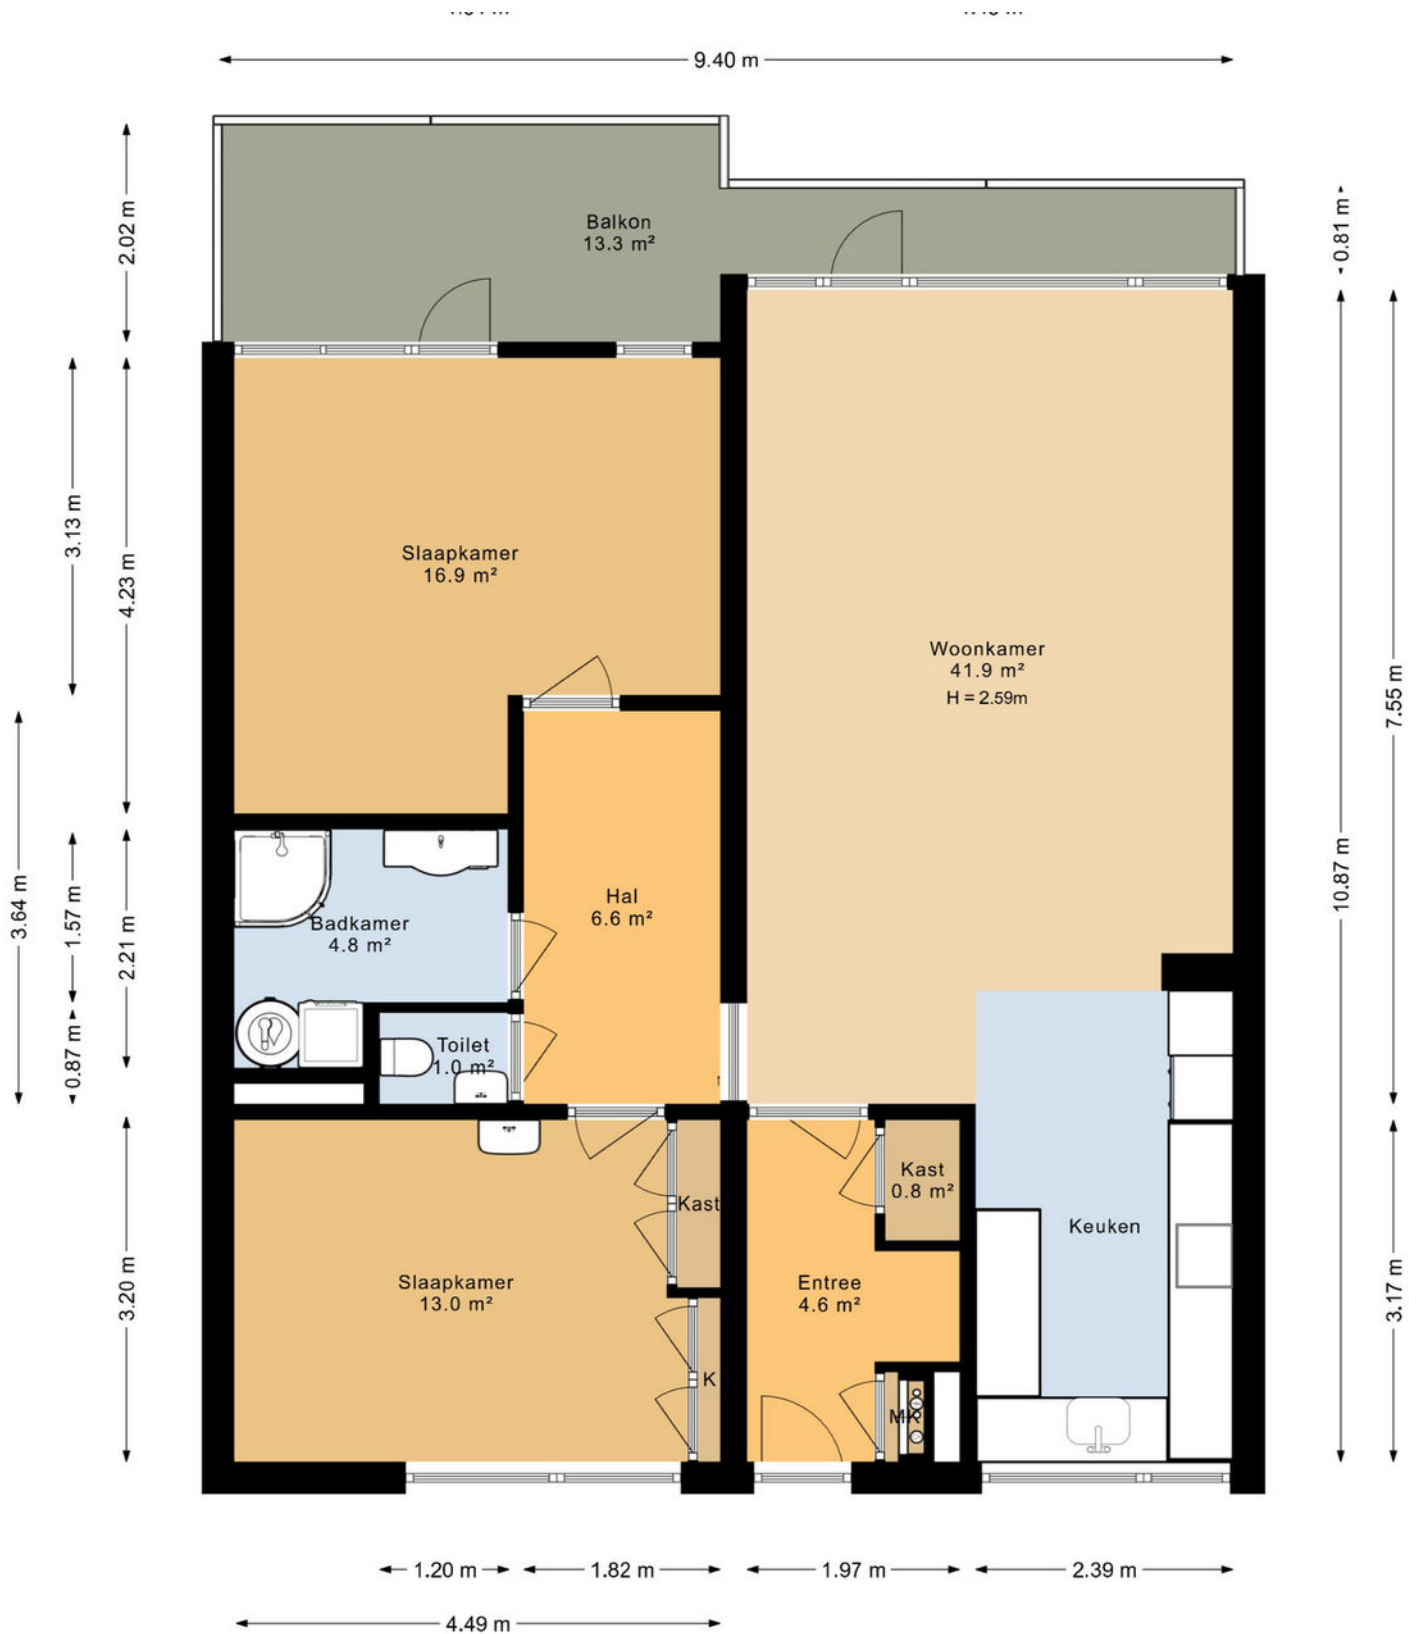 9.40 m
2.02 m
Balkon
13.3 m²
0.81 m
3.13 m
4.23 m
Slaapkamer
16.9 m²
Woonkamer
41.9 m²
H = 2.59m
7.55 m
10.87 m
3.64 m
1.57 m
2.21 m
0.87 m
Hal
6.6 m²
Badkamer
4.8 m²
Toilet
1.0 m²
Kast
Kast
0.8 m²
Keuken
Slaapkamer
13.0 m²
Entree
4.6 m²
3.20 m
3.17 m
K
MK
1.20 m
1.82 m
1.97 m
2.39 m
4.49 m